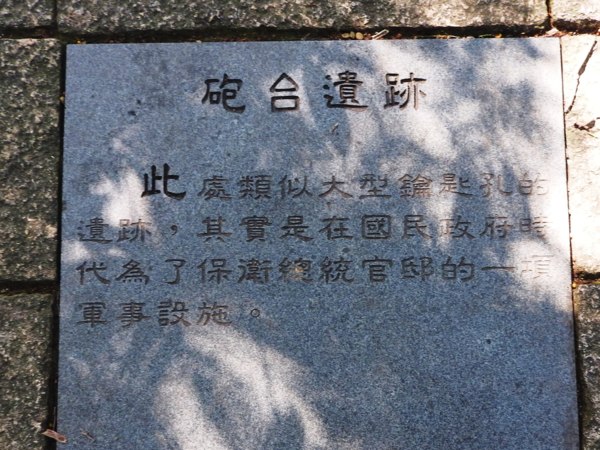 砲台遺跡
此處類似大型鑰匙孔的
遺跡，其實是在國民政府時
代為了保衛總統官邸的一項
軍事設施。